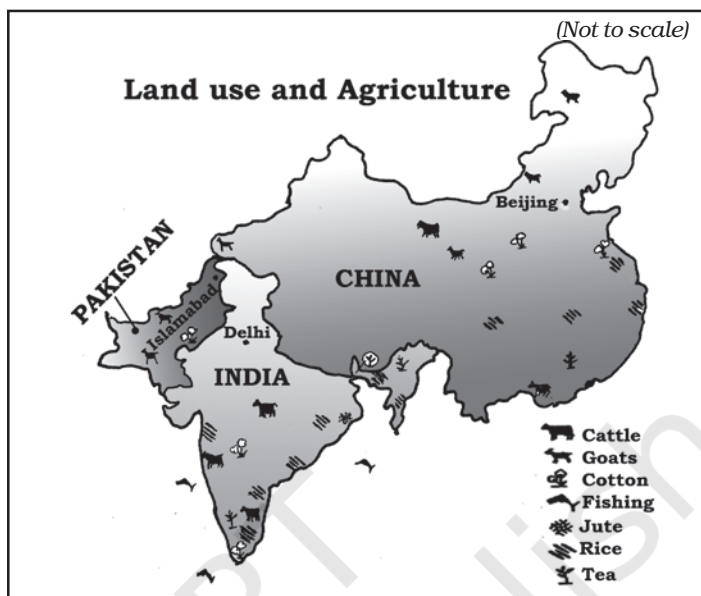 (Not to scale)
Land use and Agriculture
Beijing
PAKISTAN
CHINA
Islamabad
Delhi
INDIA
Cattle
Goats
Cotton
Fishing
Jute
Rice
Tea